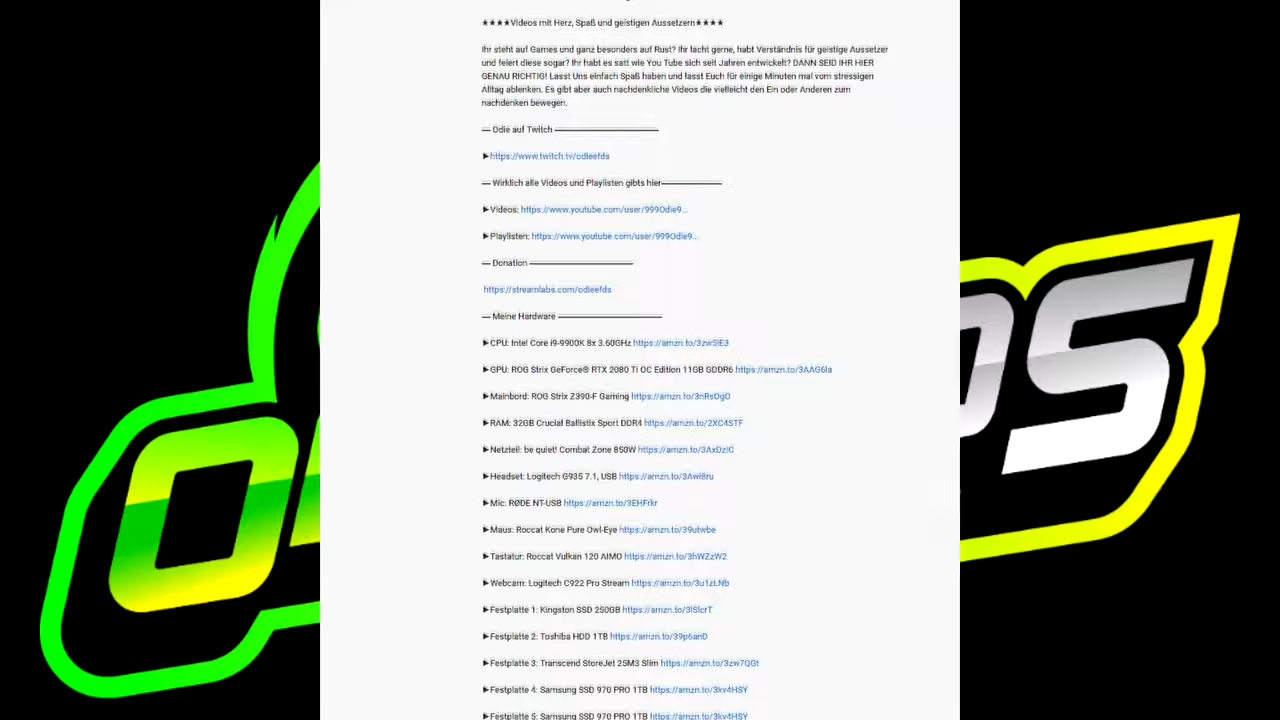 ★★★★Videos mit Herz, Spaß und geistigen Aussetzern★★★★
Ihr steht auf Games und ganz besonders auf Rust? Ihr lacht gerne, habt Verständnis für geistige Aussetzer
und feiert diese sogar? Ihr habt es satt wie You Tube sich seit Jahren entwickelt? DANN SEID IHR HIER
GENAU RICHTIG! Lasst Uns einfach Spaß haben und lasst Euch für einige Minuten mal vom stressigen
Alltag ablenken. Es gibt aber auch nachdenkliche Videos die vielleicht den Ein oder Anderen zum
nachdenken bewegen.
— Odie auf Twitch ————————
►https://www.twitch.tv/odieefds
— Wirklich alle Videos und Playlisten gibts hier—————
►Videos: https://www.youtube.com/user/999Odie9...
►Playlisten: https://www.youtube.com/user/999Odie9...
— Donation ————————
https://streamlabs.com/odieefds
— Meine Hardware ————————
►CPU: Intel Core i9-9900K 8x 3.60GHz https://amzn.to/3zw5lE3
►GPU: ROG Strix GeForce® RTX 2080 Ti OC Edition 11GB GDDR6 https://amzn.to/3AAG6la
►Mainbord: ROG Strix Z390-F Gaming https://amzn.to/3nRsOgO
►RAM: 32GB Crucial Ballistix Sport DDR4 https://amzn.to/2XC4STF
►Netzteil: be quiet! Combat Zone 850W https://amzn.to/3AxDzIC
►Headset: Logitech G935 7.1, USB https://amzn.to/3Awl8ru
►Mic: RØDE NT-USB https://amzn.to/3EHFrkr
►Maus: Roccat Kone Pure Owl-Eye https://amzn.to/39utwbe
►Tastatur: Roccat Vulkan 120 AIMO https://amzn.to/3hWZzW2
►Webcam: Logitech C922 Pro Stream https://amzn.to/3u1zLNb
►Festplatte 1: Kingston SSD 250GB https://amzn.to/3lSlcrT
►Festplatte 2: Toshiba HDD 1TB https://amzn.to/39p6anD
►Festplatte 3: Transcend StoreJet 25M3 Slim https://amzn.to/3zw7QGt
►Festplatte 4: Samsung SSD 970 PRO 1TB https://amzn.to/3kv4HSY
►Festplatte 5: Samsung SSD 970 PRO 1TB https://amzn.to/3kv4HSY